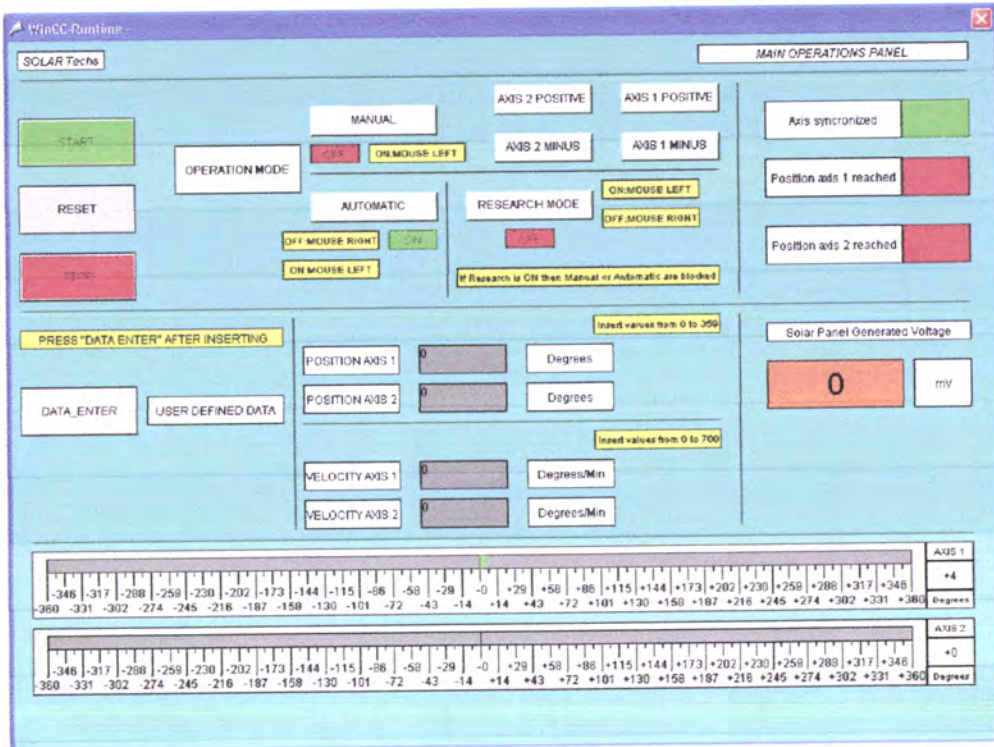 WinCC-Runtime -
SOLAR Techs
MAIN OPERATIONS PANEL
START
RESET
STOP
OPERATION MODE
MANUAL
OFF
ON:MOUSE LEFT
AXIS 2 POSITIVE
AXIS 1 POSITIVE
AXIS 2 MINUS
AXIS 1 MINUS
AUTOMATIC
OFF:MOUSE RIGHT
ON
ON:MOUSE LEFT
RESEARCH MODE
ON:MOUSE LEFT
OFF:MOUSE RIGHT
OFF
If Research is ON then Manual or Automatic are blocked
Axis syncronized
Position axis 1 reached
Position axis 2 reached
PRESS "DATA ENTER" AFTER INSERTING
DATA_ENTER
USER DEFINED DATA
Insert values from 0 to 359
POSITION AXIS 1
0
Degrees
POSITION AXIS 2
0
Degrees
Insert values from 0 to 700
VELOCITY AXIS 1
0
Degrees/Min
VELOCITY AXIS 2
0
Degrees/Min
Solar Panel Generated Voltage
0
mV
-346 -317 -288 -259 -230 -202 -173 -144 -115 -86 -58 -29 -0 +29 +58 +86 +115 +144 +173 +202 +230 +259 +288 +317 +346
-360 -331 -302 -274 -245 -216 -187 -158 -130 -101 -72 -43 -14 +14 +43 +72 +101 +130 +158 +187 +216 +245 +274 +302 +331 +360
AXIS 1
+4
Degrees
-346 -317 -288 -259 -230 -202 -173 -144 -115 -86 -58 -29 -0 +29 +58 +86 +115 +144 +173 +202 +230 +259 +288 +317 +346
-360 -331 -302 -274 -245 -216 -187 -158 -130 -101 -72 -43 -14 +14 +43 +72 +101 +130 +158 +187 +216 +245 +274 +302 +331 +360
AXIS 2
+0
Degrees